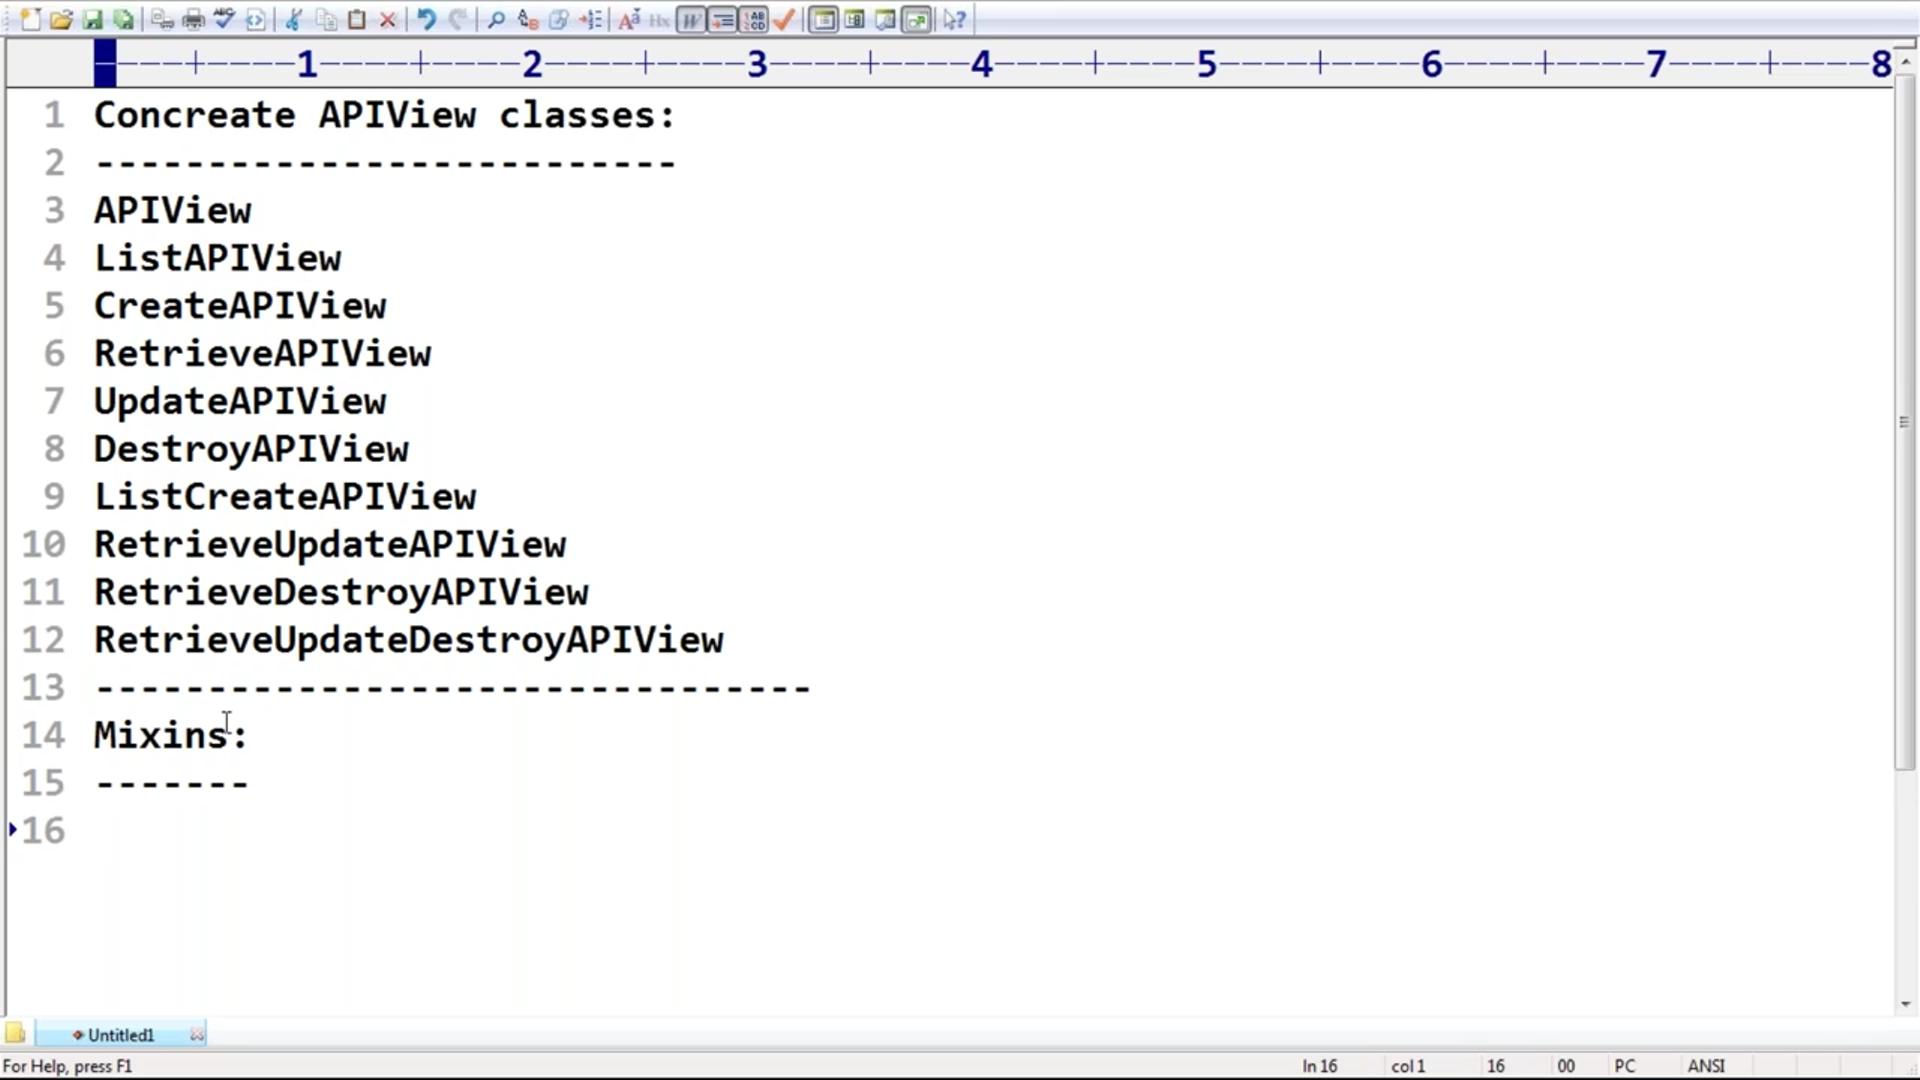 ----+----1----+----2----+----3----+----4----+----5----+----6----+----7----+----8
1 Concreate APIView classes:
2 --------------------------
3 APIView
4 ListAPIView
5 CreateAPIView
6 RetrieveAPIView
7 UpdateAPIView
8 DestroyAPIView
9 ListCreateAPIView
10 RetrieveUpdateAPIView
11 RetrieveDestroyAPIView
12 RetrieveUpdateDestroyAPIView
13 --------------------------------
14 Mixins:
15 -------
16
Untitled1
For Help, press F1 ln 16 col 1 16 00 PC ANSI